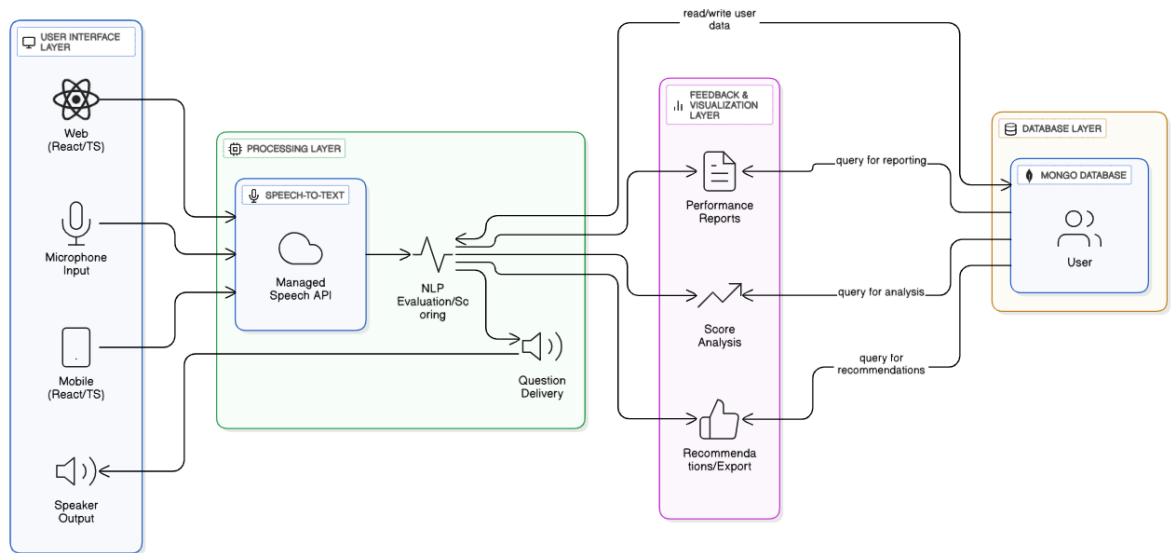 USER INTERFACE
LAYER
Web
(React/TS)
Microphone
Input
Mobile
(React/TS)
Speaker
Output
PROCESSING LAYER
SPEECH-TO-TEXT
Managed
Speech API
NLP
Evaluation/Sc
oring
Question
Delivery
read/write user
data
FEEDBACK &
VISUALIZATION
LAYER
Performance
Reports
Score
Analysis
Recommenda
tions/Export
query for reporting
query for analysis
query for
recommendations
DATABASE LAYER
MONGO DATABASE
User